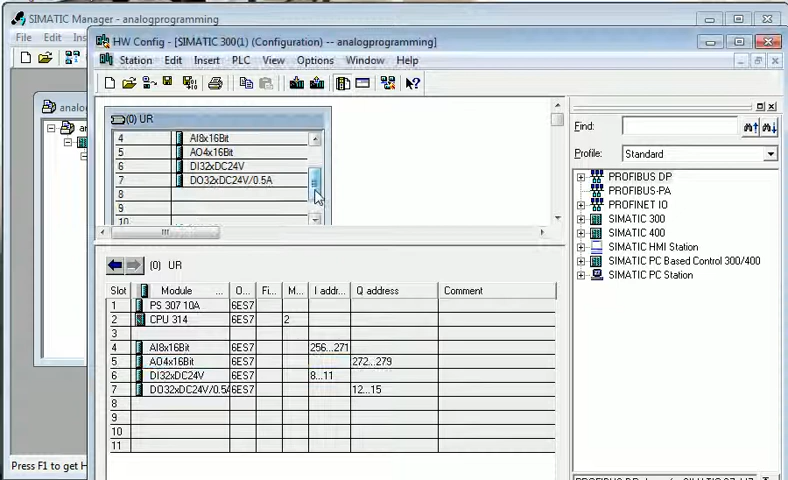 SIMATIC Manager - analogprogramming
File Edit Ins
HW Config - [SIMATIC 300(1) (Configuration) -- analogprogramming]
Station Edit Insert PLC View Options Window Help
analo
(0) UR
4 AI8x16Bit
5 AO4x16Bit
6 DI32xDC24V
7 DO32xDC24V/0.5A
8
9
10
Find:
Profile: Standard
PROFIBUS DP
PROFIBUS-PA
PROFINET IO
SIMATIC 300
SIMATIC 400
SIMATIC HMI Station
SIMATIC PC Based Control 300/400
SIMATIC PC Station
(0) UR
Slot Module ... O... Fi... M... I addr... Q address Comment
1 PS 307 10A 6ES7
2 CPU 314 6ES7 2
3
4 AI8x16Bit 6ES7 256...271
5 AO4x16Bit 6ES7 272...279
6 DI32xDC24V 6ES7 8...11
7 DO32xDC24V/0.5A 6ES7 12...15
8
9
10
11
Press F1 to get H